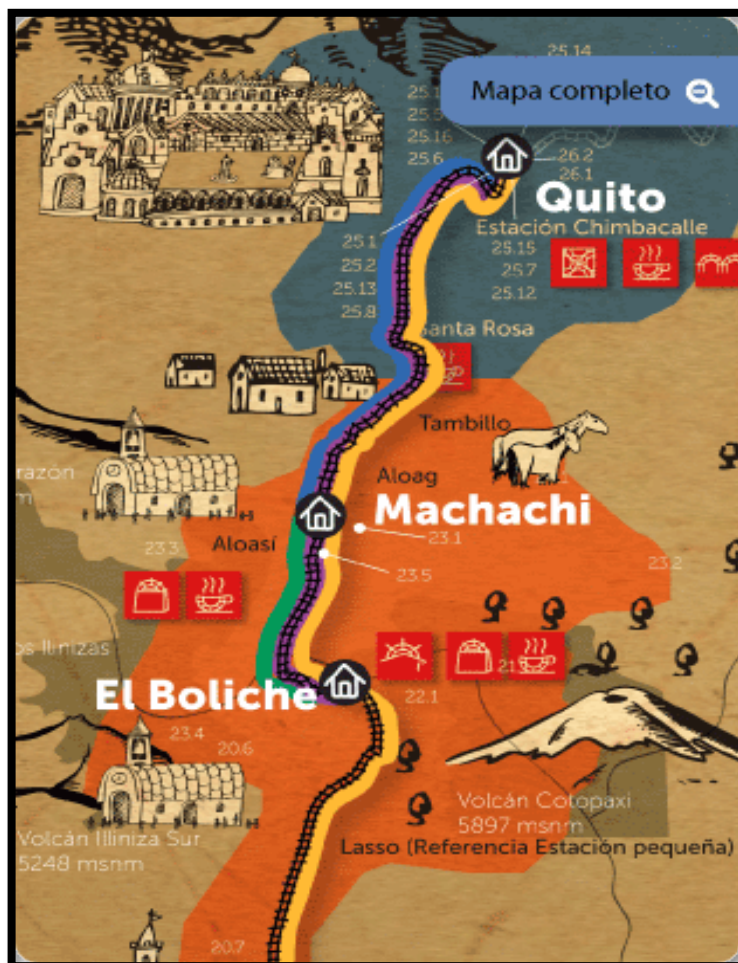 25.14
Mapa completo
25.5
25.16
25.6
26.2
26.1
Quito
Estación Chimbacalle
25.1
25.2
25.13
25.8
25.15
25.7
25.12
Santa Rosa
Tambillo
Aloag
Machachi
23.1
Aloasí
23.3
23.5
23.2
El Boliche
22.1
23.4
20.6
Volcán Cotopaxi
5897 msnm
Volcán Illiniza Sur
5248 msnm
Lasso (Referencia Estación pequeña)
20.7